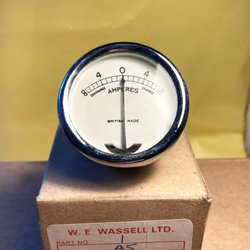 8 4 0 4 8
DISCHARGE CHARGE
AMPERES
BRITISH MADE
W. E. WASSELL LTD.
PART NO